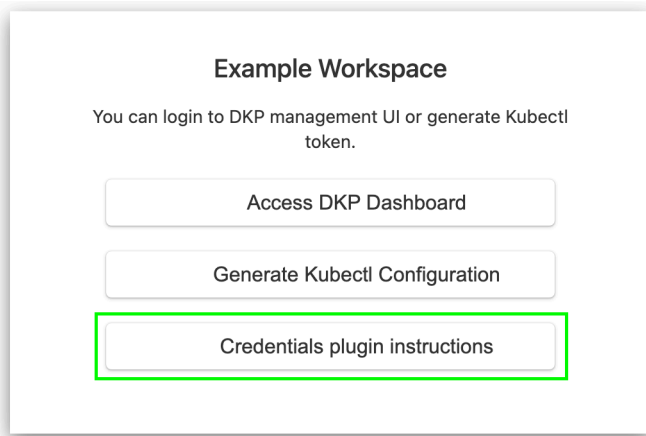 Example Workspace
You can login to DKP management UI or generate Kubectl
token.
Access DKP Dashboard
Generate Kubectl Configuration
Credentials plugin instructions